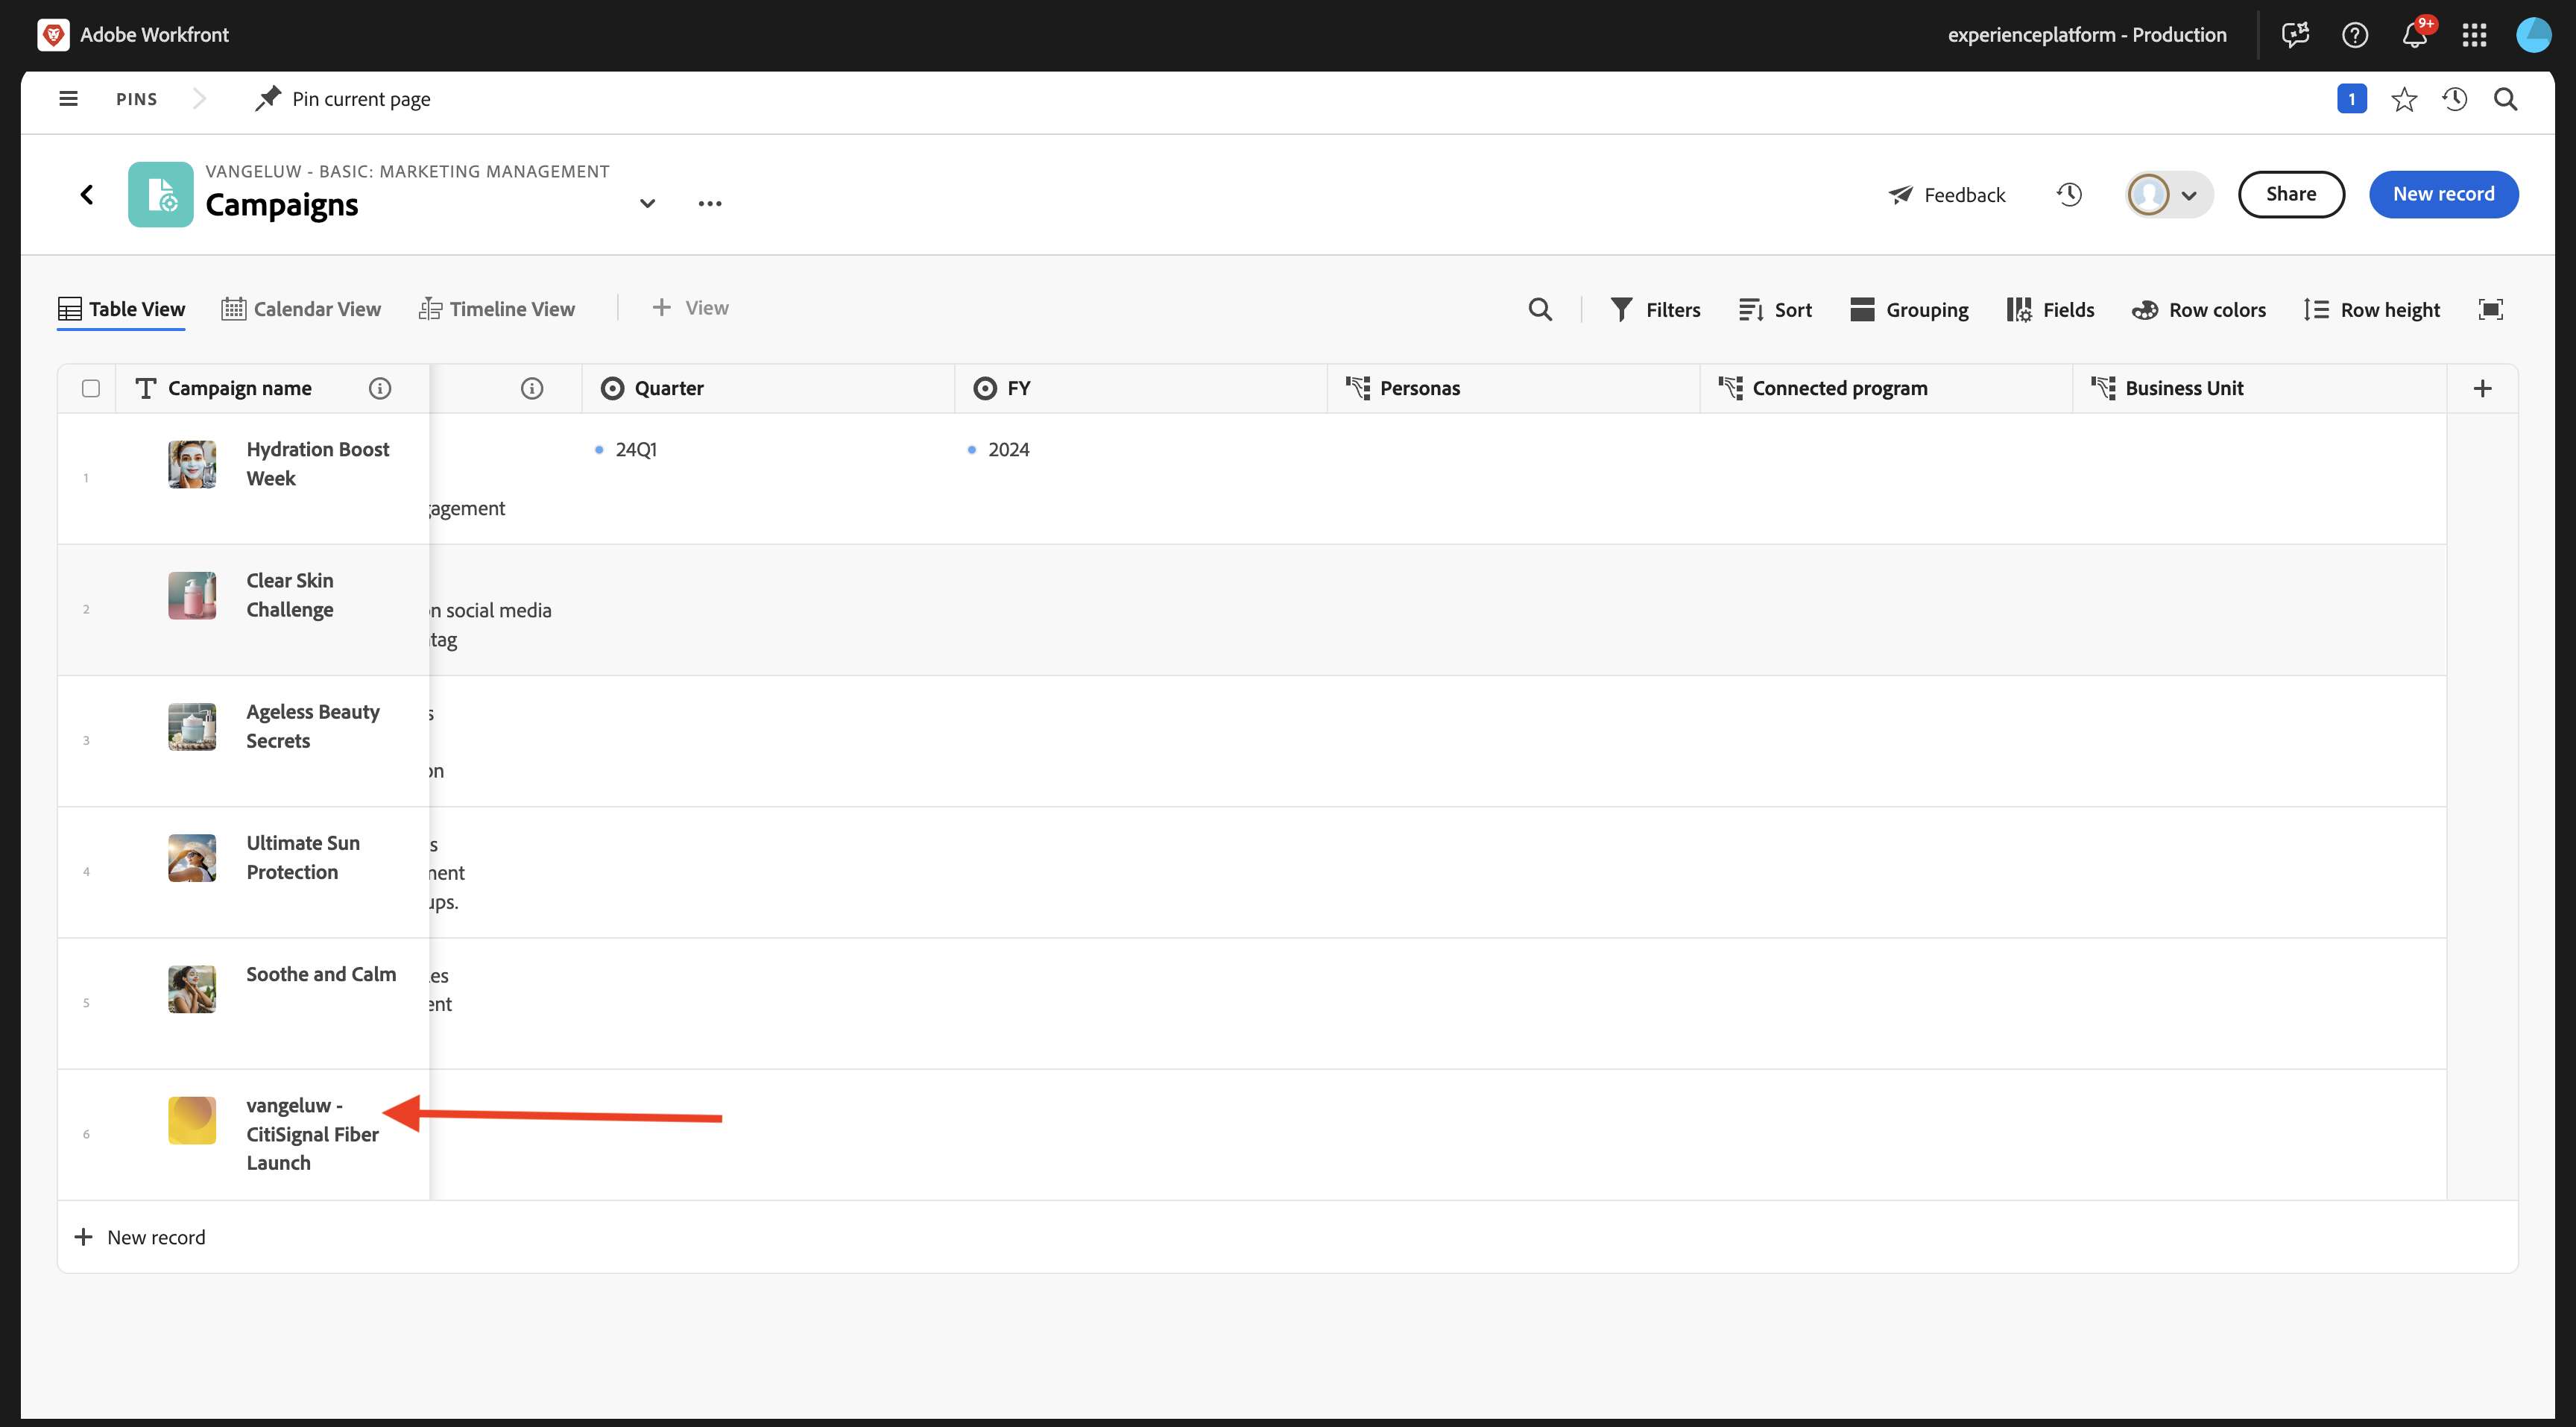 Adobe Workfront
experienceplatform - Production
9+
PINS
Pin current page
1
VANGELUW - BASIC: MARKETING MANAGEMENT
Campaigns
Feedback
Share
New record
Table View
Calendar View
Timeline View
View
Filters
Sort
Grouping
Fields
Row colors
Row height
Campaign name
Quarter
FY
Personas
Connected program
Business Unit
1
Hydration Boost
Week
24Q1
2024
2
Clear Skin
Challenge
social media
tag
3
Ageless Beauty
Secrets
s
on
4
Ultimate Sun
Protection
s
ups.
5
Soothe and Calm
6
vangeluw -
CitiSignal Fiber
Launch
New record